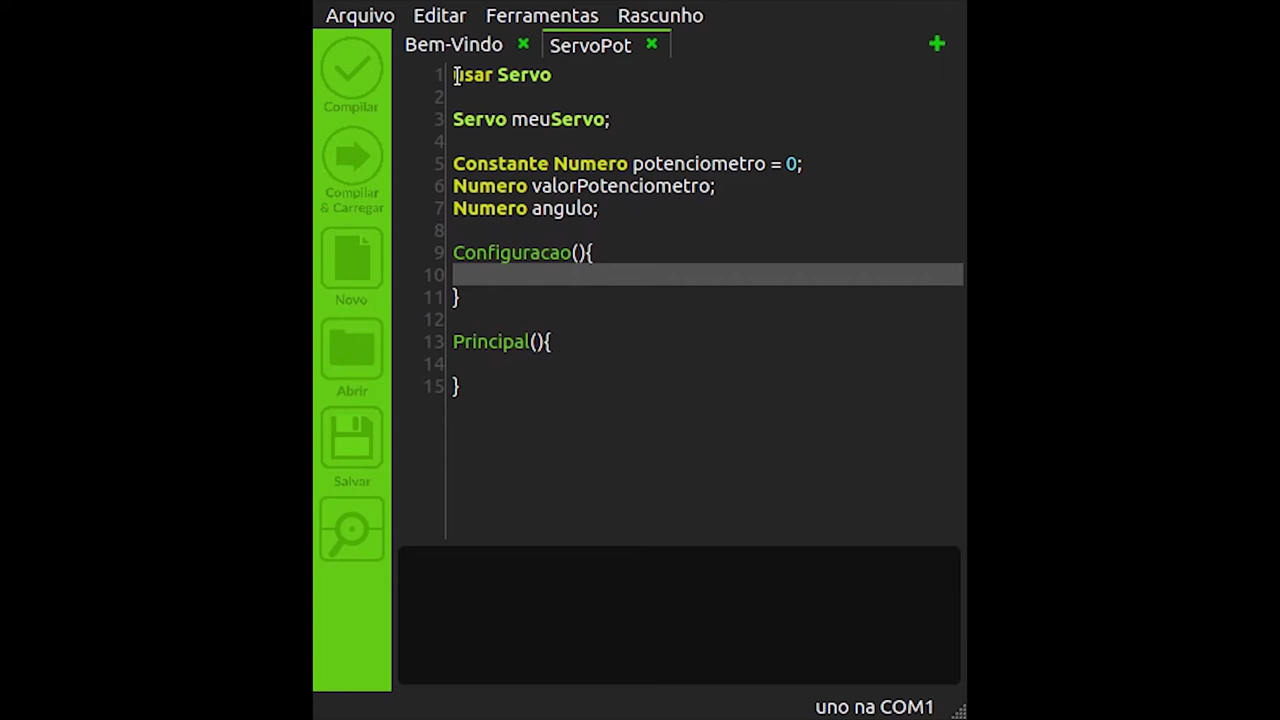 Arquivo Editar Ferramentas Rascunho
Bem-Vindo × ServoPot × +
Compilar
Compilar
& Carregar
Novo
Abrir
Salvar
1 usar Servo
2
3 Servo meuServo;
4
5 Constante Numero potenciometro = 0;
6 Numero valorPotenciometro;
7 Numero angulo;
8
9 Configuracao(){
10
11 }
12
13 Principal(){
14
15 }
uno na COM1